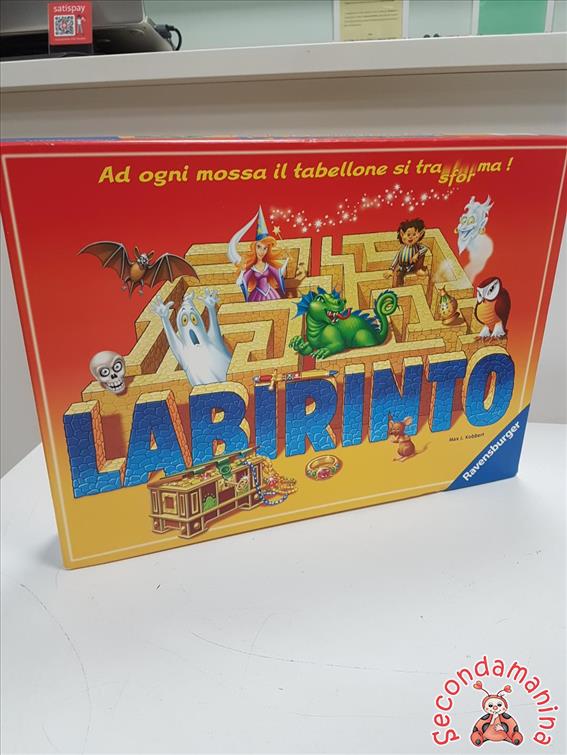 satispay
Ad ogni mossa il tabellone si trasforma!
LABIRINTO
Max J. Kobbert
Ravensburger
Secondamanina